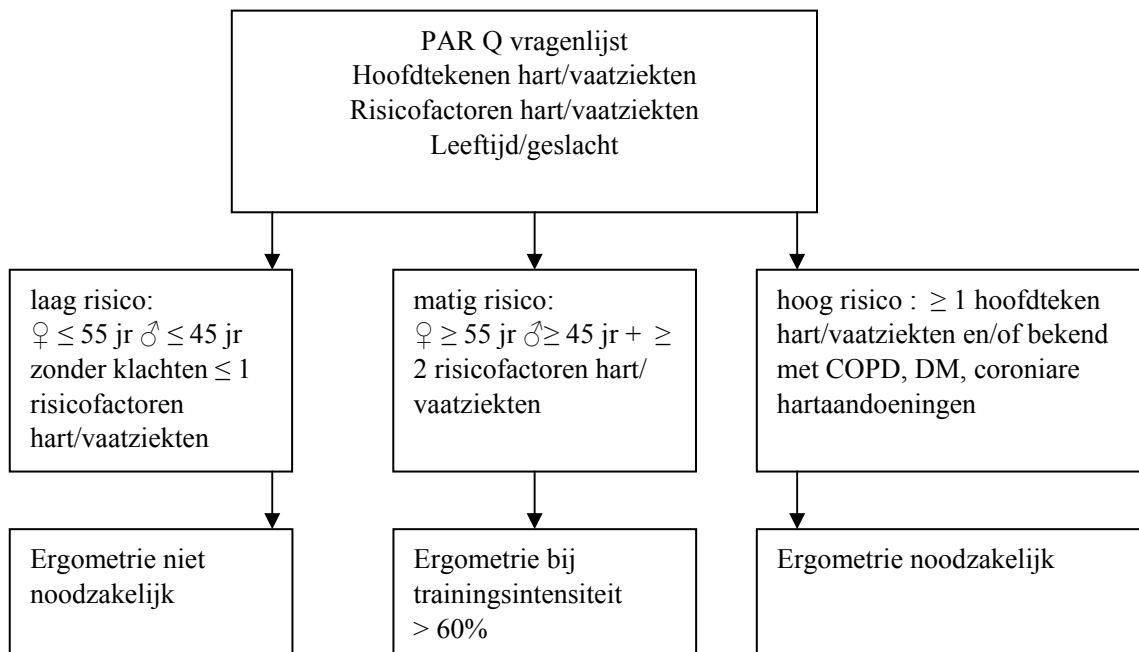 PAR Q vragenlijst
Hoofdtekenen hart/vaatziekten
Risicofactoren hart/vaatziekten
Leeftijd/geslacht
laag risico:
♀ ≤ 55 jr ♂ ≤ 45 jr
zonder klachten ≤ 1
risicofactoren
hart/vaatziekten
matig risico:
♀ ≥ 55 jr ♂≥ 45 jr + ≥
2 risicofactoren hart/
vaatziekten
hoog risico : ≥ 1 hoofdteken
hart/vaatziekten en/of bekend
met COPD, DM, coroniare
hartaandoeningen
Ergometrie niet
noodzakelijk
Ergometrie bij
trainingsintensiteit
> 60%
Ergometrie noodzakelijk